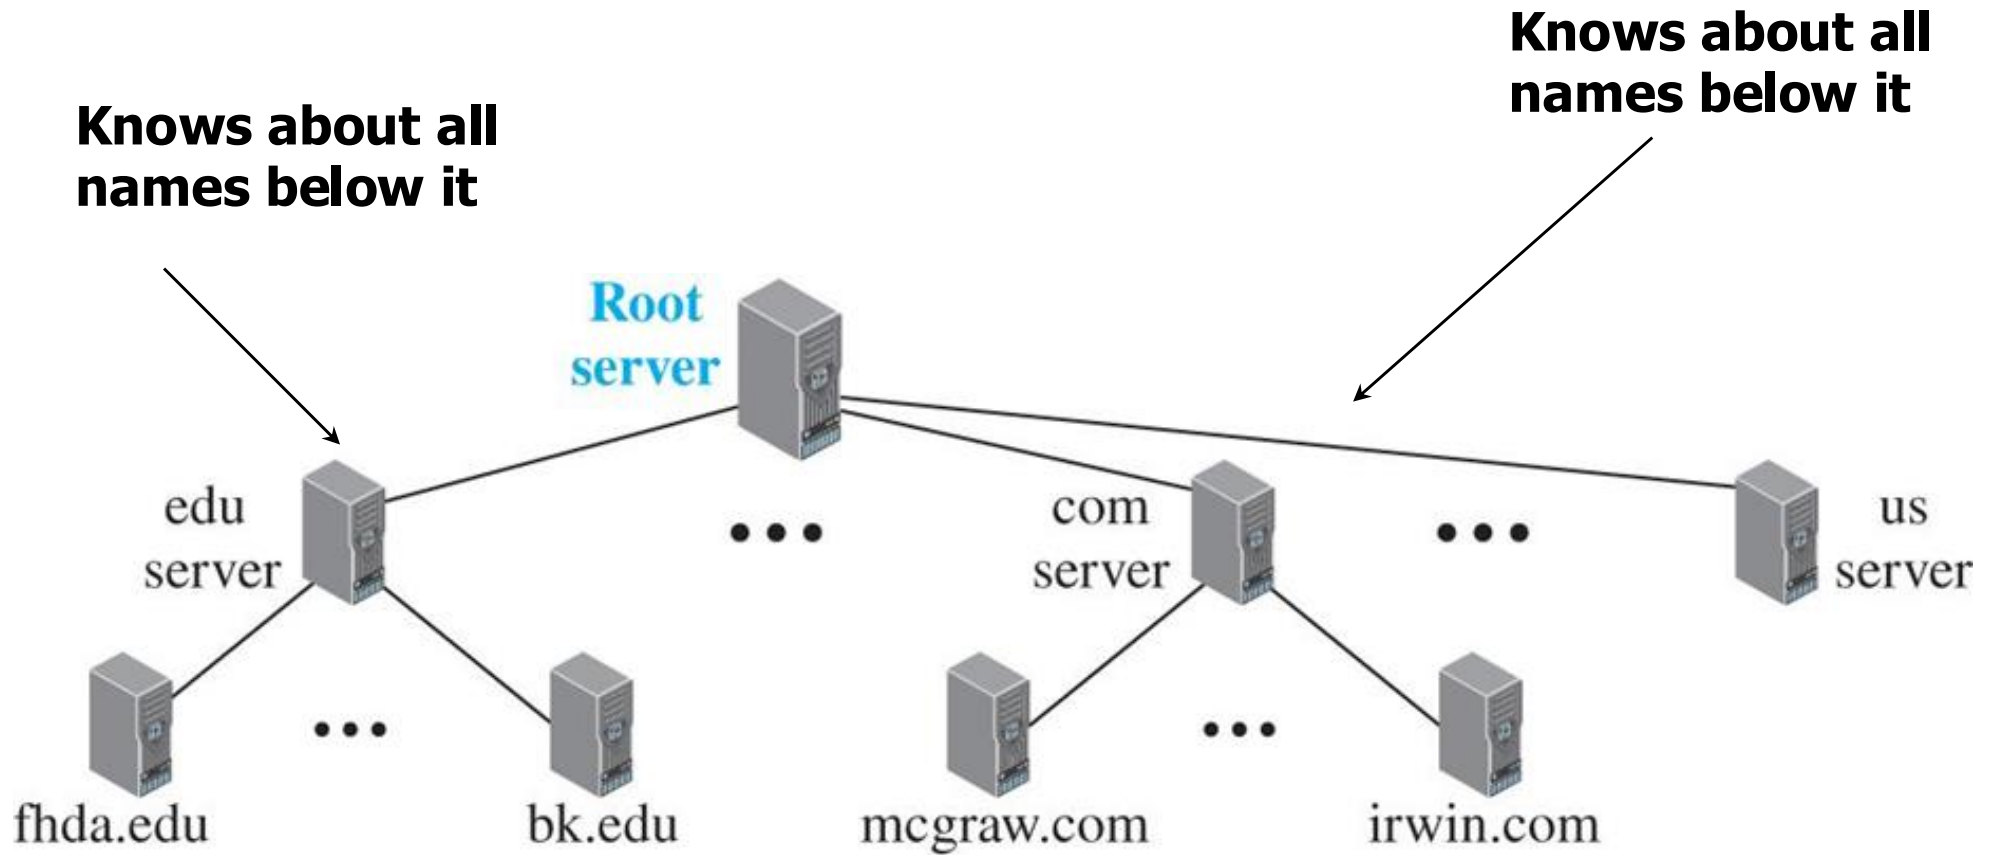 Knows about all
names below it
Knows about all
names below it
Root
server
edu
server
com
server
us
server
fhda.edu
bk.edu
mcgraw.com
irwin.com